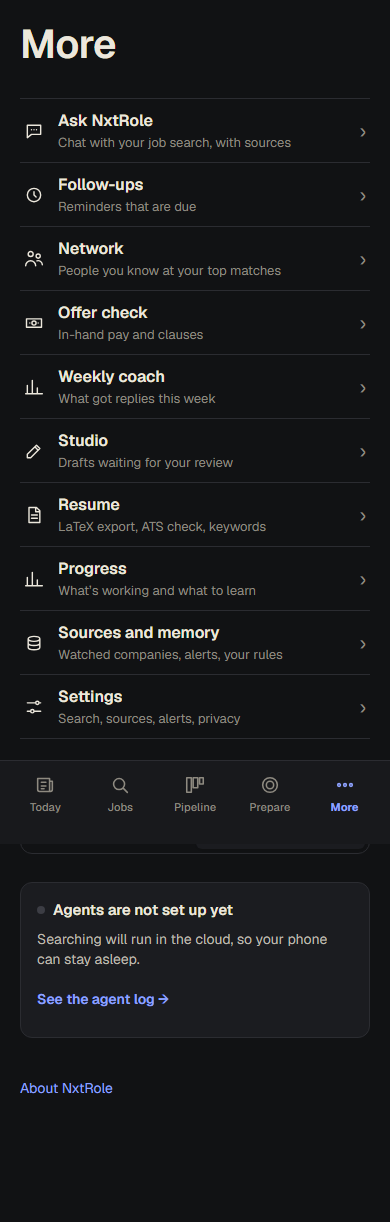 More
Ask NxtRole
Chat with your job search, with sources
Follow-ups
Reminders that are due
Network
People you know at your top matches
Offer check
In-hand pay and clauses
Weekly coach
What got replies this week
Studio
Drafts waiting for your review
Resume
LaTeX export, ATS check, keywords
Progress
What's working and what to learn
Sources and memory
Watched companies, alerts, your rules
Settings
Search, sources, alerts, privacy
Today
Jobs
Pipeline
Prepare
More
Agents are not set up yet
Searching will run in the cloud, so your phone
can stay asleep.
See the agent log →
About NxtRole